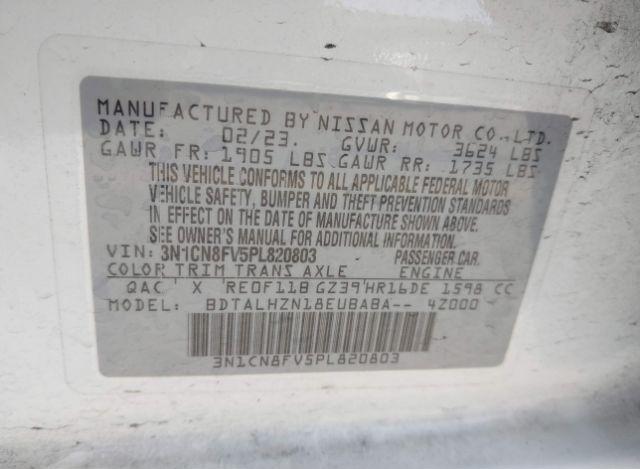 MANUFACTURED BY NISSAN MOTOR CO., LTD.
DATE: 02/23. GVWR: 3624 LBS
GAWR FR: 1905 LBS GAWR RR: 1735 LBS
THIS VEHICLE CONFORMS TO ALL APPLICABLE FEDERAL MOTOR
VEHICLE SAFETY, BUMPER AND THEFT PREVENTION STANDARDS
IN EFFECT ON THE DATE OF MANUFACTURE SHOWN ABOVE.
SEE OWNER'S MANUAL FOR ADDITIONAL INFORMATION.
VIN: 3N1CN8FV5PL820803 PASSENGER CAR.
COLOR TRIM TRANS AXLE ENGINE
QAC X RE0F11B GZ39 HR16DE 1598 CC
MODEL: BDTALHZN18EUBABA-- 4Z000
3N1CN8FV5PL820803